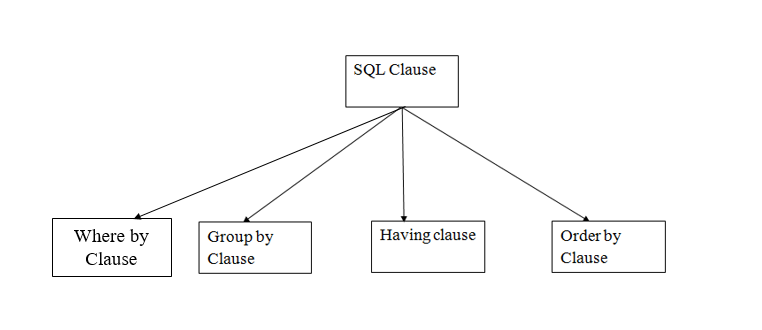 SQL Clause
Where by
Clause
Group by
Clause
Having clause
Order by
Clause